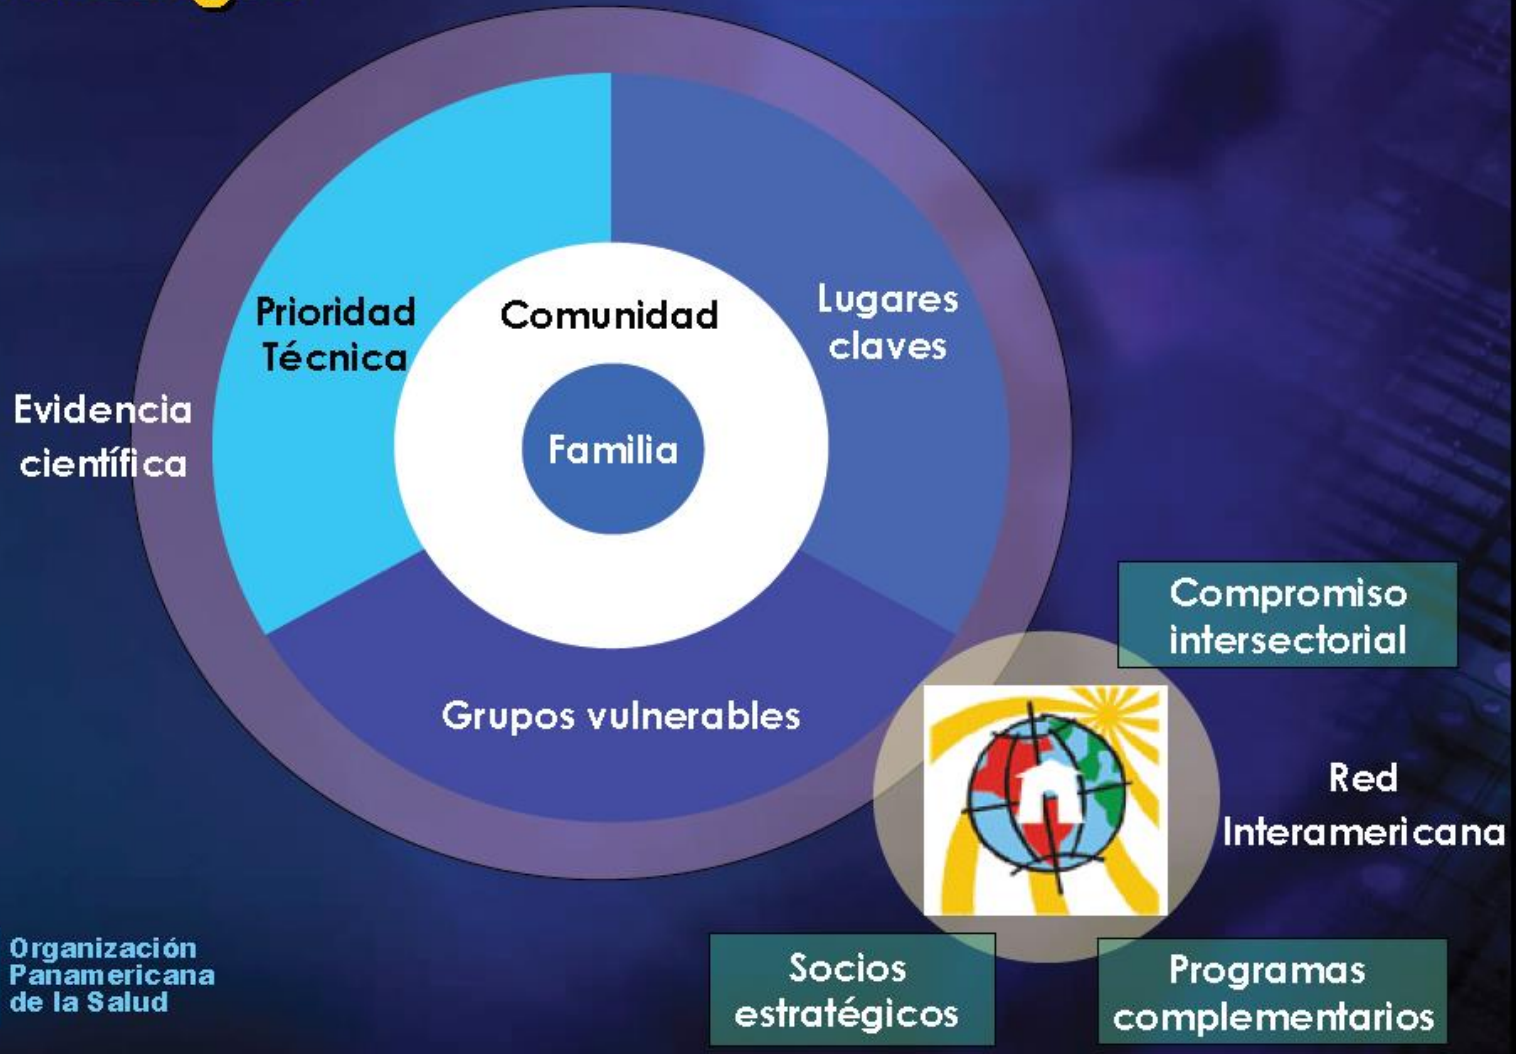 Prioridad
Técnica
Comunidad
Lugares
claves
Evidencia
científica
Familia
Grupos vulnerables
Compromiso
intersectorial
Red
Interamericana
Socios
estratégicos
Programas
complementarios
Organización
Panamericana
de la Salud